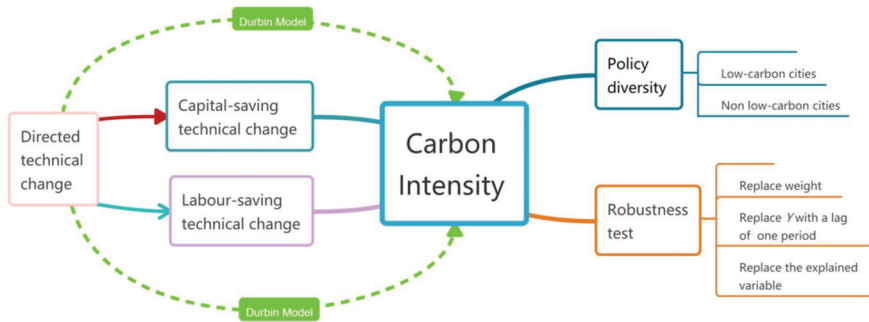 Durbin Model
Directed
technical
change
Capital-saving
technical change
Labour-saving
technical change
Durbin Model
Carbon
Intensity
Policy
diversity
Low-carbon cities
Non low-carbon cities
Robustness
test
Replace weight
Replace Y with a lag
of one period
Replace the explained
variable